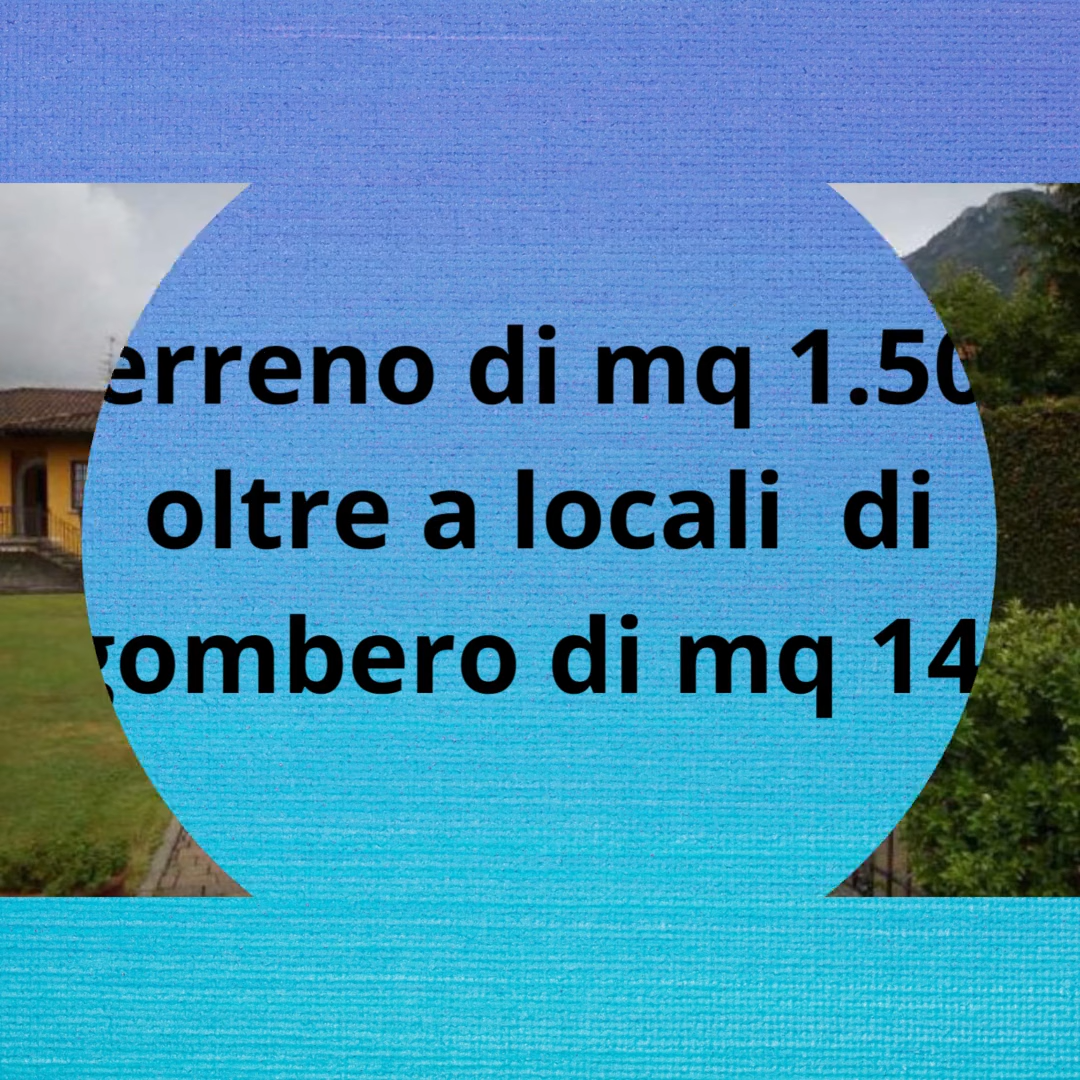 erreno di mq 1.50
oltre a locali di
gombero di mq 14